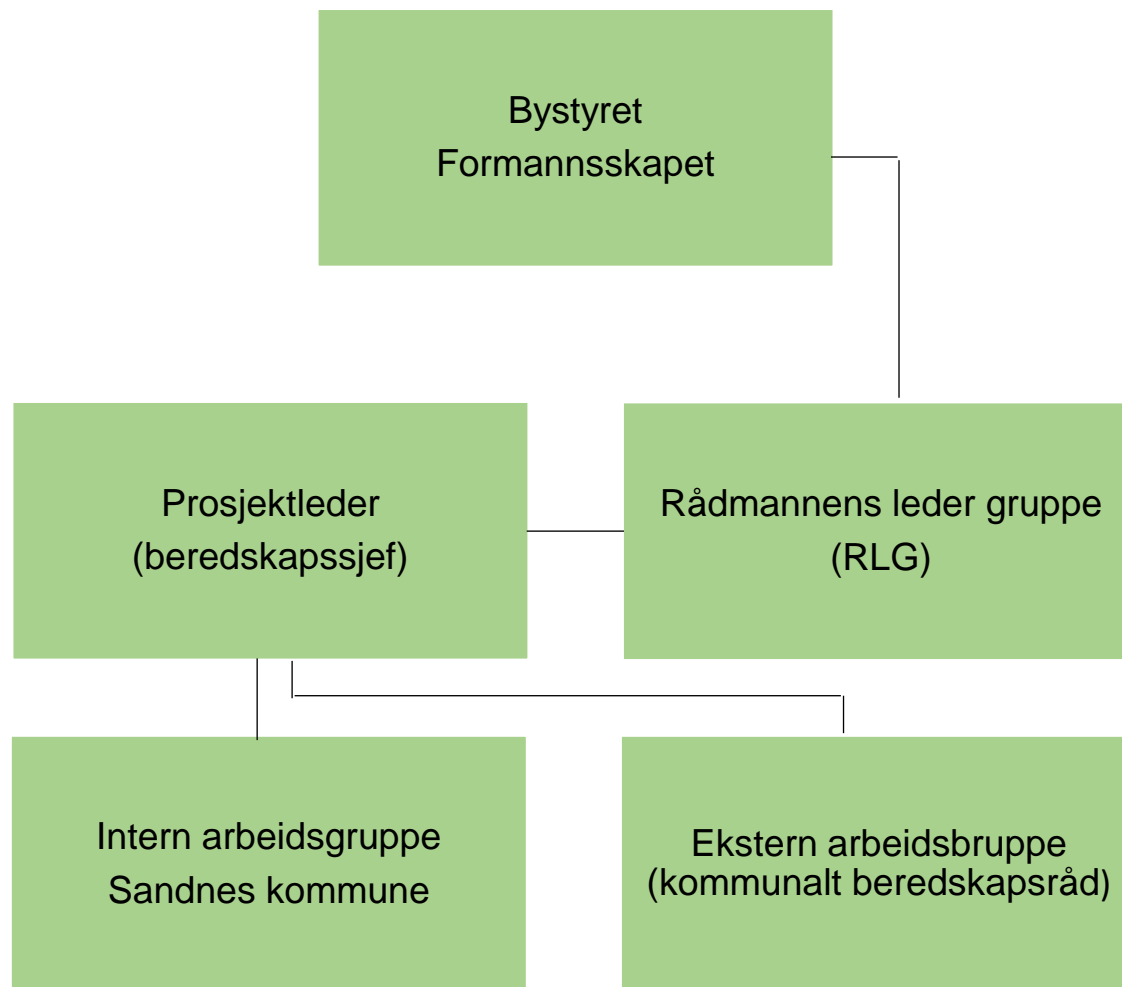 Bystyret
Formannsskapet
Prosjektleder
(beredskapssjef)
Rådmannens leder gruppe
(RLG)
Intern arbeidsgruppe
Sandnes kommune
Ekstern arbeidsbruppe
(kommunalt beredskapsråd)